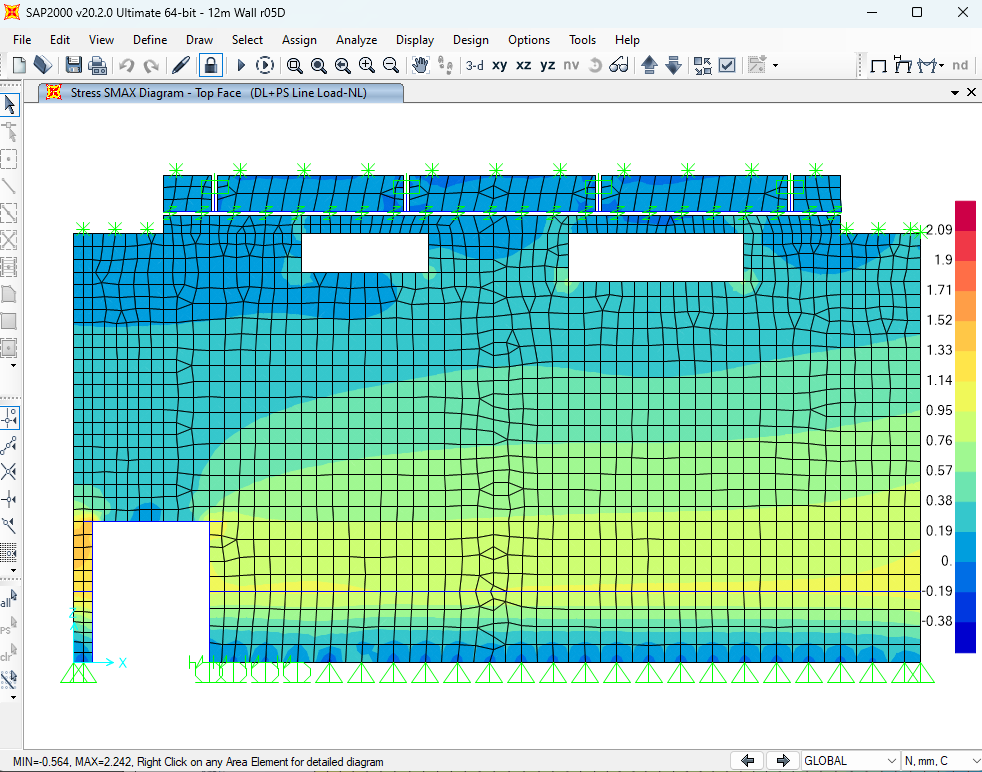 SAP2000 v20.2.0 Ultimate 64-bit - 12m Wall r05D
File Edit View Define Draw Select Assign Analyze Display Design Options Tools Help
3-d xy xz yz nv nd
Stress SMAX Diagram - Top Face (DL+PS Line Load-NL)
2.09
1.9
1.71
1.52
1.33
1.14
0.95
0.76
0.57
0.38
0.19
0.
-0.19
-0.38
all
PS
clr
Z
X
MIN=-0.564, MAX=2.242, Right Click on any Area Element for detailed diagram
GLOBAL
N, mm, C